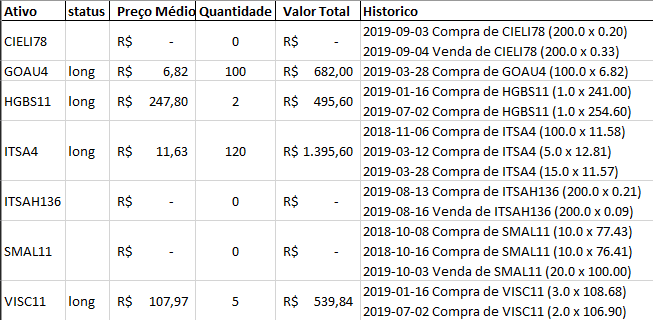 Ativo status Preço Médio Quantidade Valor Total Historico
CIELI78 R$ - 0 R$ - 2019-09-03 Compra de CIELI78 (200.0 x 0.20)
2019-09-04 Venda de CIELI78 (200.0 x 0.33)
GOAU4 long R$ 6,82 100 R$ 682,00 2019-03-28 Compra de GOAU4 (100.0 x 6.82)
HGBS11 long R$ 247,80 2 R$ 495,60 2019-01-16 Compra de HGBS11 (1.0 x 241.00)
2019-07-02 Compra de HGBS11 (1.0 x 254.60)
ITSA4 long R$ 11,63 120 R$ 1.395,60 2018-11-06 Compra de ITSA4 (100.0 x 11.58)
2019-03-12 Compra de ITSA4 (5.0 x 12.81)
2019-03-28 Compra de ITSA4 (15.0 x 11.57)
ITSAH136 R$ - 0 R$ - 2019-08-13 Compra de ITSAH136 (200.0 x 0.21)
2019-08-16 Venda de ITSAH136 (200.0 x 0.09)
SMAL11 R$ - 0 R$ - 2018-10-08 Compra de SMAL11 (10.0 x 77.43)
2018-10-16 Compra de SMAL11 (10.0 x 76.41)
2019-10-03 Venda de SMAL11 (20.0 x 100.00)
VISC11 long R$ 107,97 5 R$ 539,84 2019-01-16 Compra de VISC11 (3.0 x 108.68)
2019-07-02 Compra de VISC11 (2.0 x 106.90)